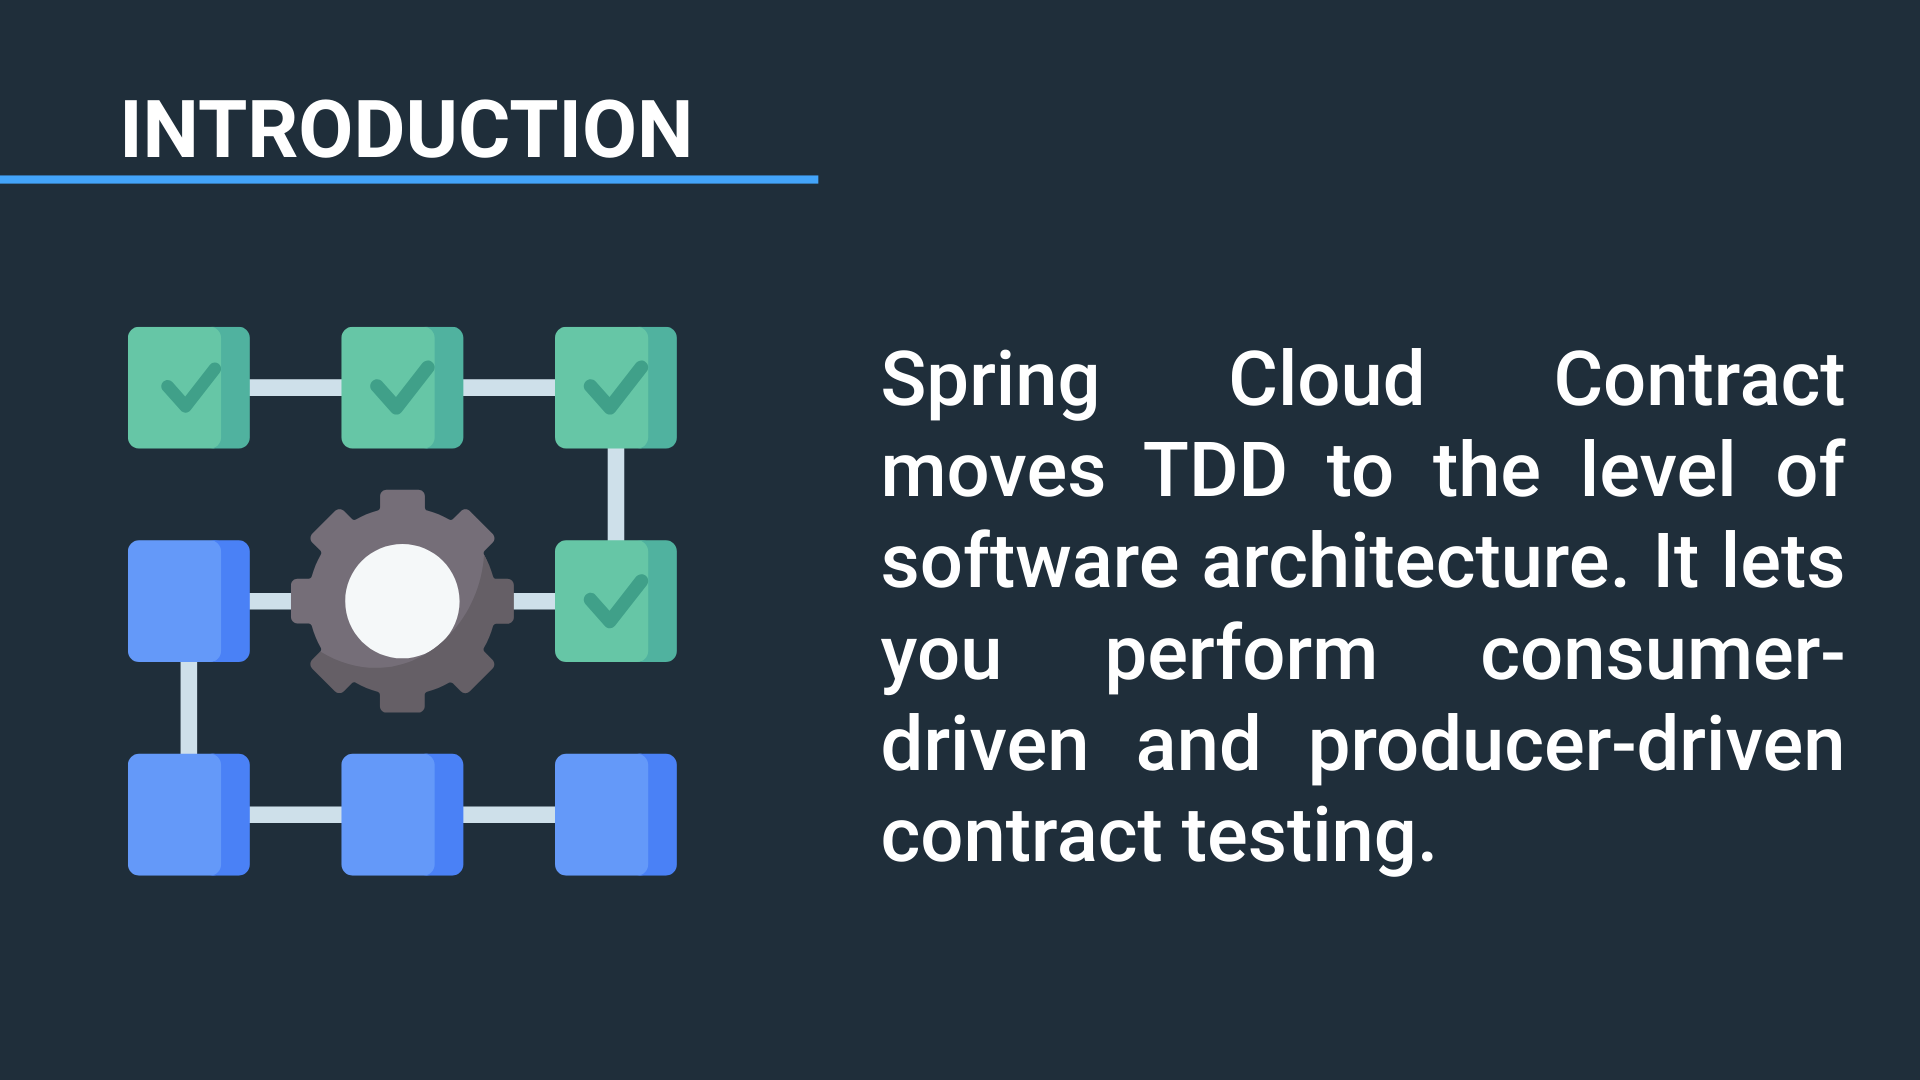 INTRODUCTION
Spring Cloud Contract
moves TDD to the level of
software architecture. It lets
you perform consumer-
driven and producer-driven
contract testing.